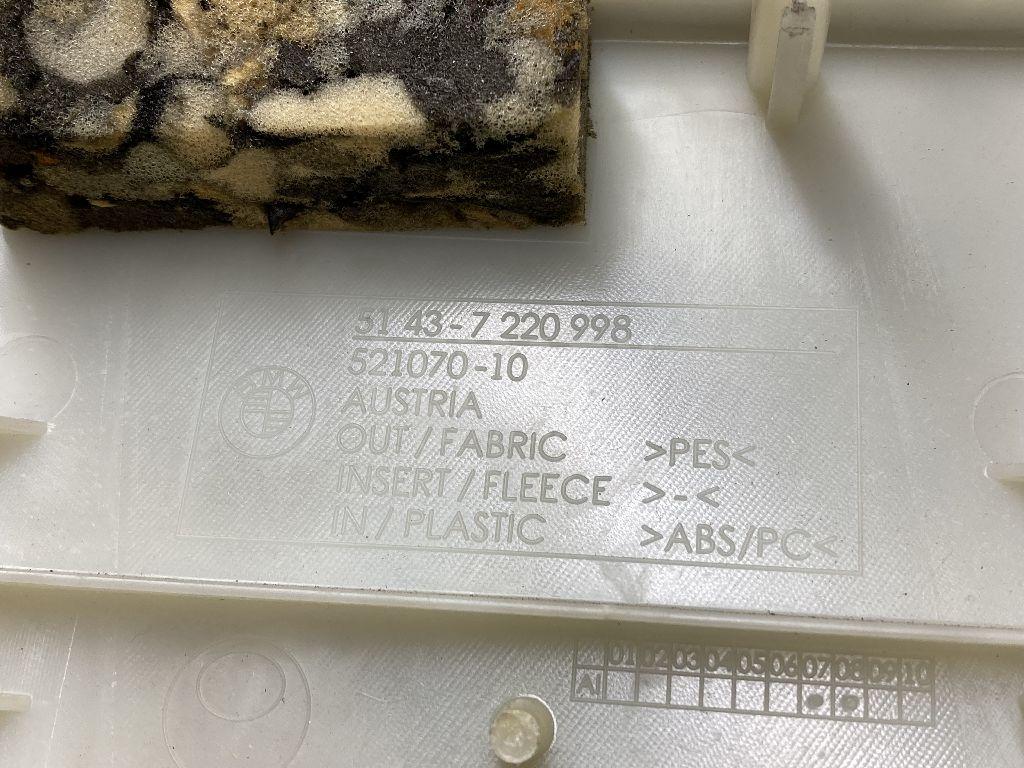 51 43-7 220 998
521070-10
BMW
AUSTRIA
OUT/FABRIC >PES<
INSERT/FLEECE >-<
IN/PLASTIC >ABS/PC<
01 02 03 04 05 06 07 08 09 10
AI